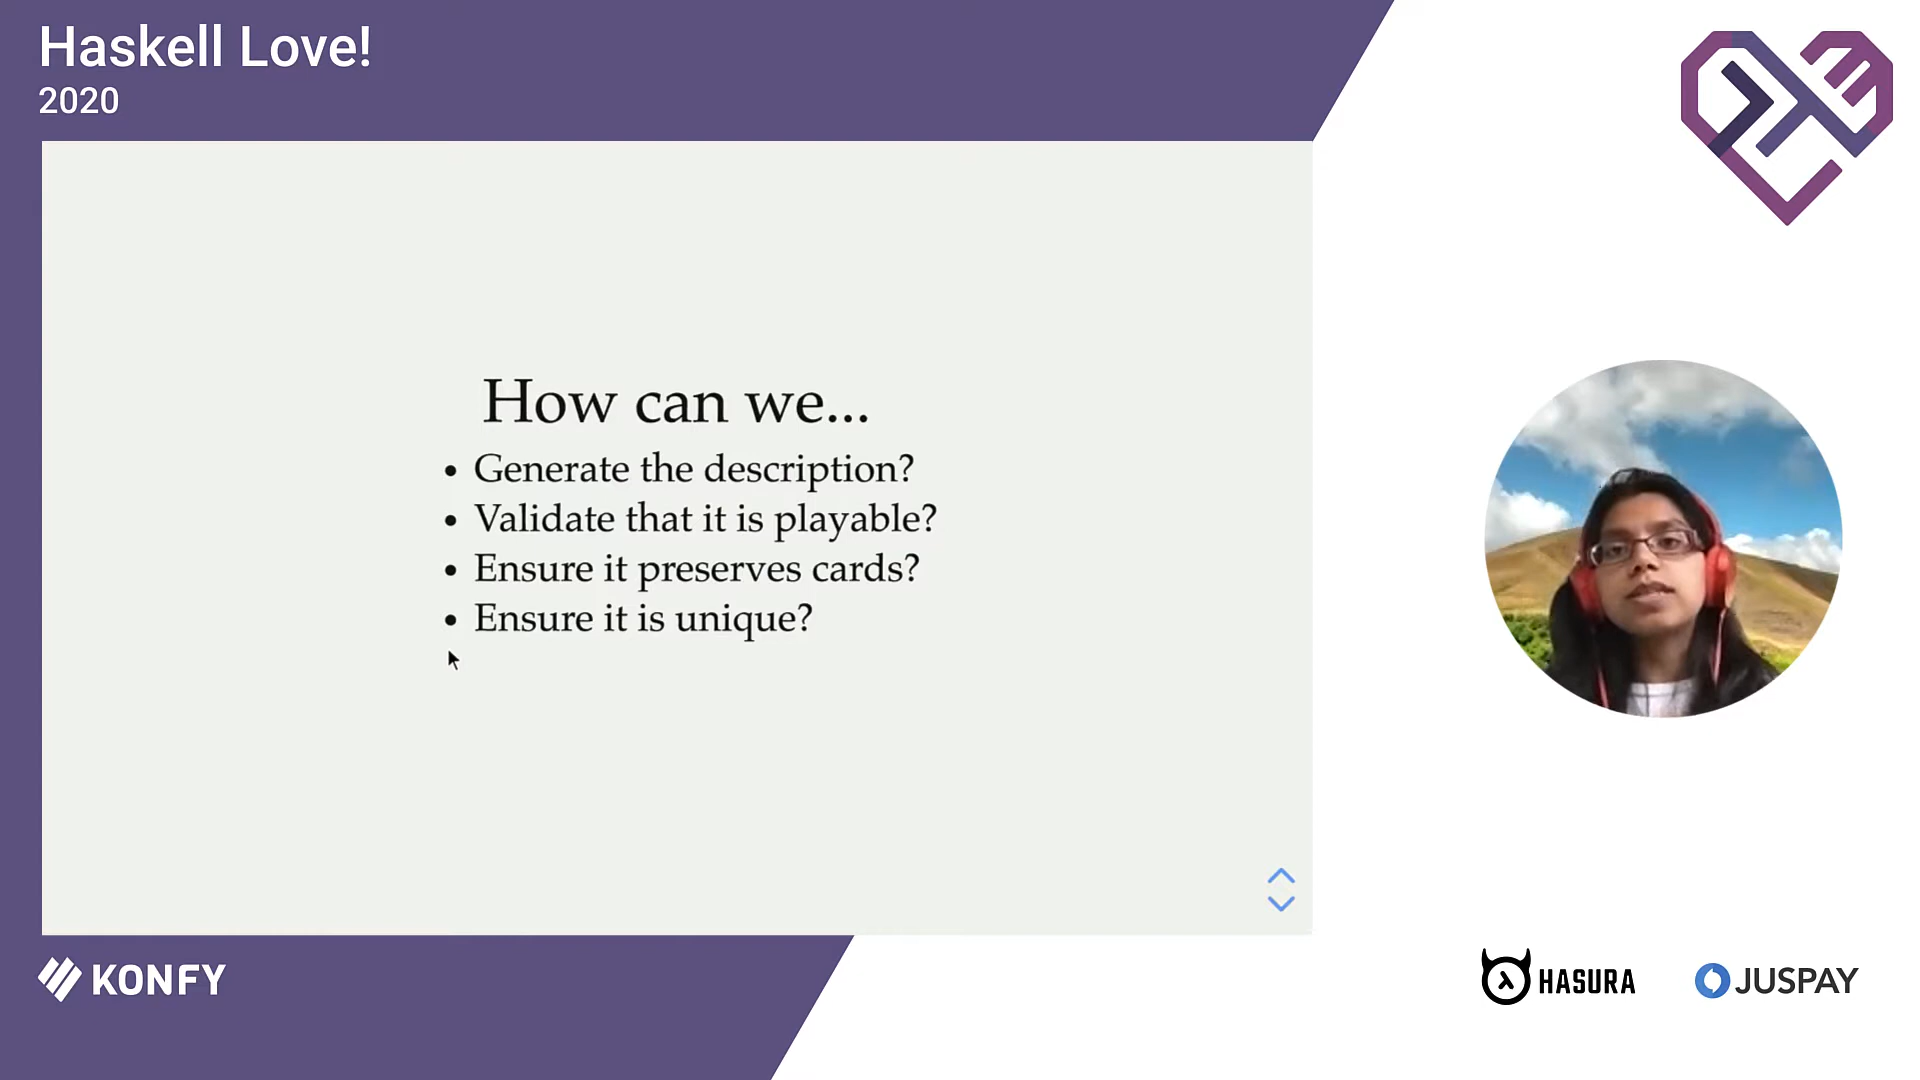 Haskell Love!
2020
How can we...
• Generate the description?
• Validate that it is playable?
• Ensure it preserves cards?
• Ensure it is unique?
KONFY
HASURA
JUSPAY